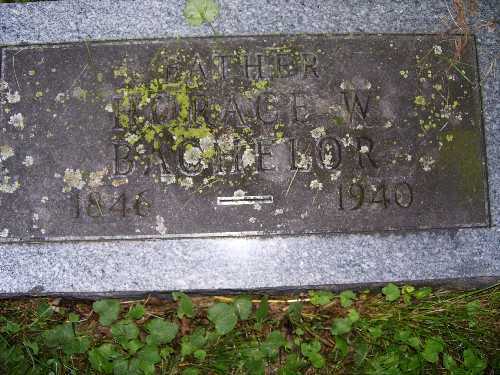 FATHER
HORACE W.
BACHELOR
1846 — 1940